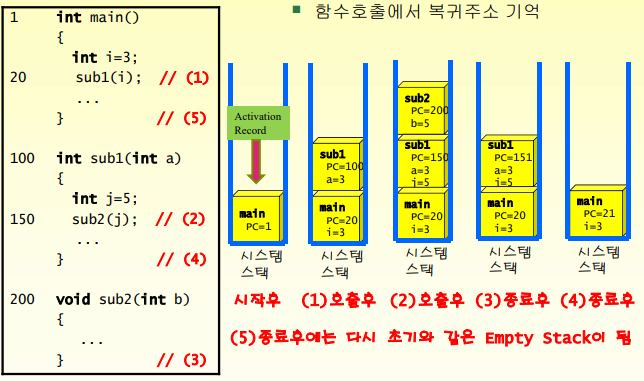 ■ 함수호출에서 복귀주소 기억
1 int main()
{
int i=3;
20 sub1(i); // (1)
...
} // (5)
100 int sub1(int a)
{
int j=5;
150 sub2(j); // (2)
...
} // (4)
200 void sub2(int b)
{
...
} // (3)
Activation
Record
main
PC=1
시스템
스택
시작후
sub1
PC=100
a=3
main
PC=20
i=3
시스템
스택
(1)호출후
sub2
PC=200
b=5
sub1
PC=150
a=3
j=5
main
PC=20
i=3
시스템
스택
(2)호출후
sub1
PC=151
a=3
j=5
main
PC=20
i=3
시스템
스택
(3)종료후
main
PC=21
i=3
시스템
스택
(4)종료후
(5)종료후에는 다시 초기와 같은 Empty Stack이 됨